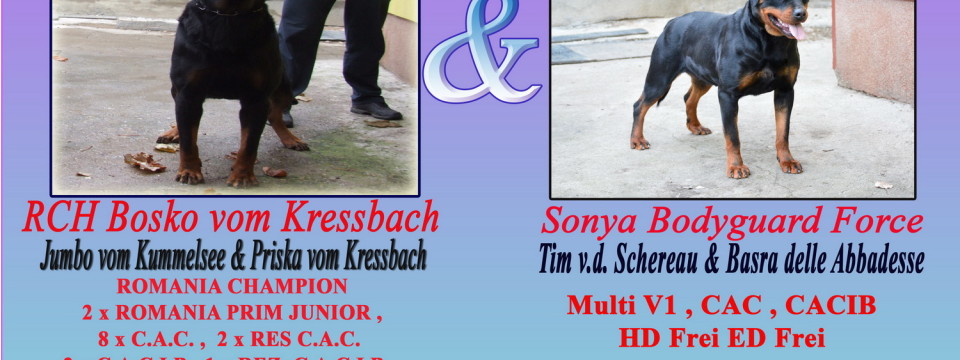 &
RCH Bosko vom Kressbach
Jumbo vom Kummelsee & Priska vom Kressbach
ROMANIA CHAMPION
2 x ROMANIA PRIM JUNIOR ,
8 x C.A.C. , 2 x RES C.A.C.
Sonya Bodyguard Force
Tim v.d. Schereau & Basra delle Abbadesse
Multi V1 , CAC , CACIB
HD Frei ED Frei